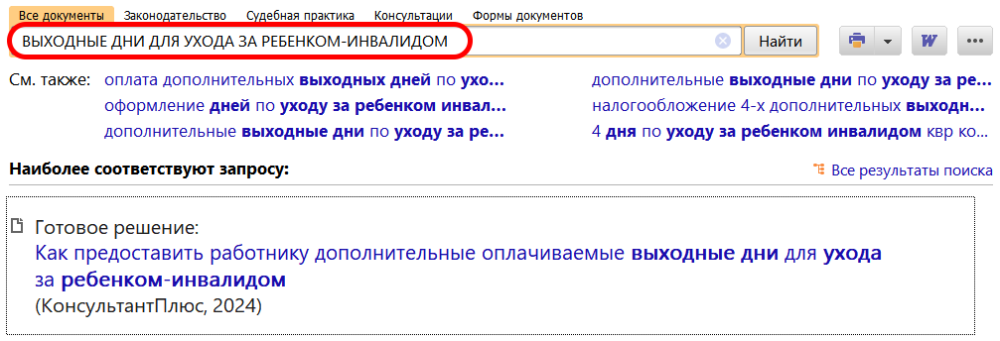 Все документы Законодательство Судебная практика Консультации Формы документов
ВЫХОДНЫЕ ДНИ ДЛЯ УХОДА ЗА РЕБЕНКОМ-ИНВАЛИДОМ Найти W
См. также: оплата дополнительных выходных дней по ухо... дополнительные выходные дни по уходу за ре...
оформление дней по уходу за ребенком инвал... налогообложение 4-х дополнительных выходн...
дополнительные выходные дни по уходу за ре... 4 дня по уходу за ребенком инвалидом квр ко...
Наиболее соответствуют запросу: Все результаты поиска
Готовое решение:
Как предоставить работнику дополнительные оплачиваемые выходные дни для ухода
за ребенком-инвалидом
(КонсультантПлюс, 2024)